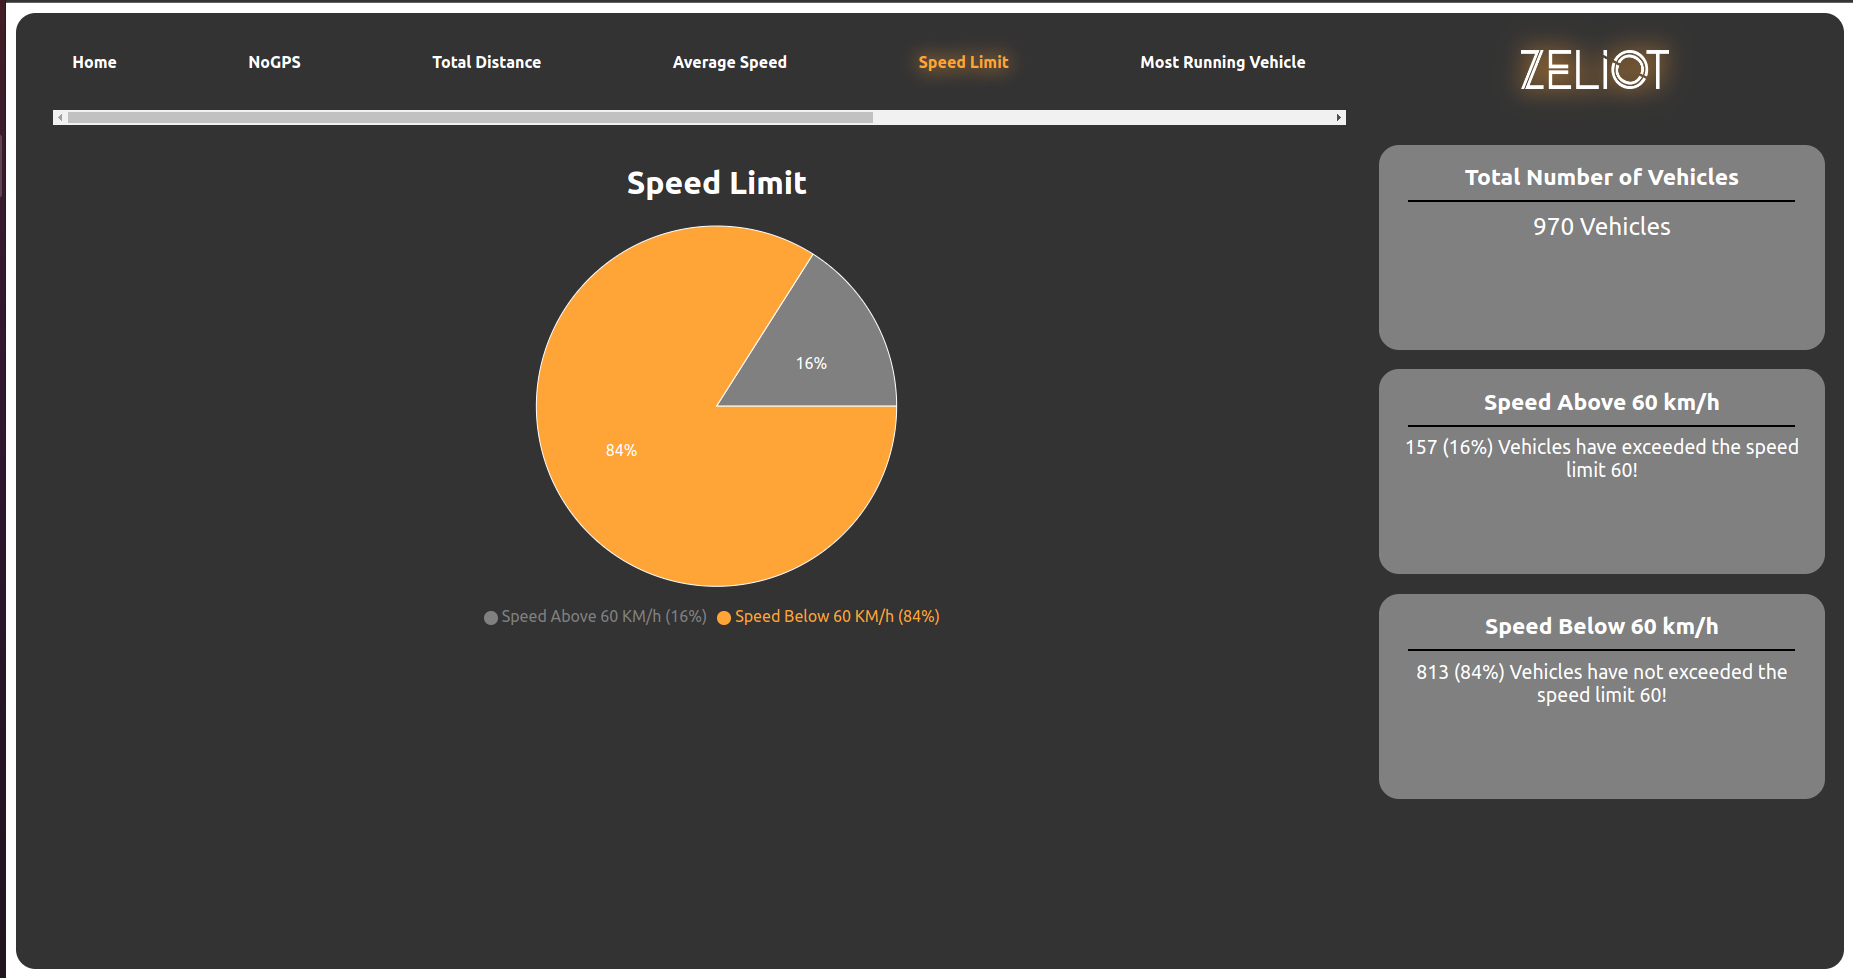 Home NoGPS Total Distance Average Speed Speed Limit Most Running Vehicle
ZELiOT
Speed Limit
16%
84%
Speed Above 60 KM/h (16%) Speed Below 60 KM/h (84%)
Total Number of Vehicles
970 Vehicles
Speed Above 60 km/h
157 (16%) Vehicles have exceeded the speed
limit 60!
Speed Below 60 km/h
813 (84%) Vehicles have not exceeded the
speed limit 60!